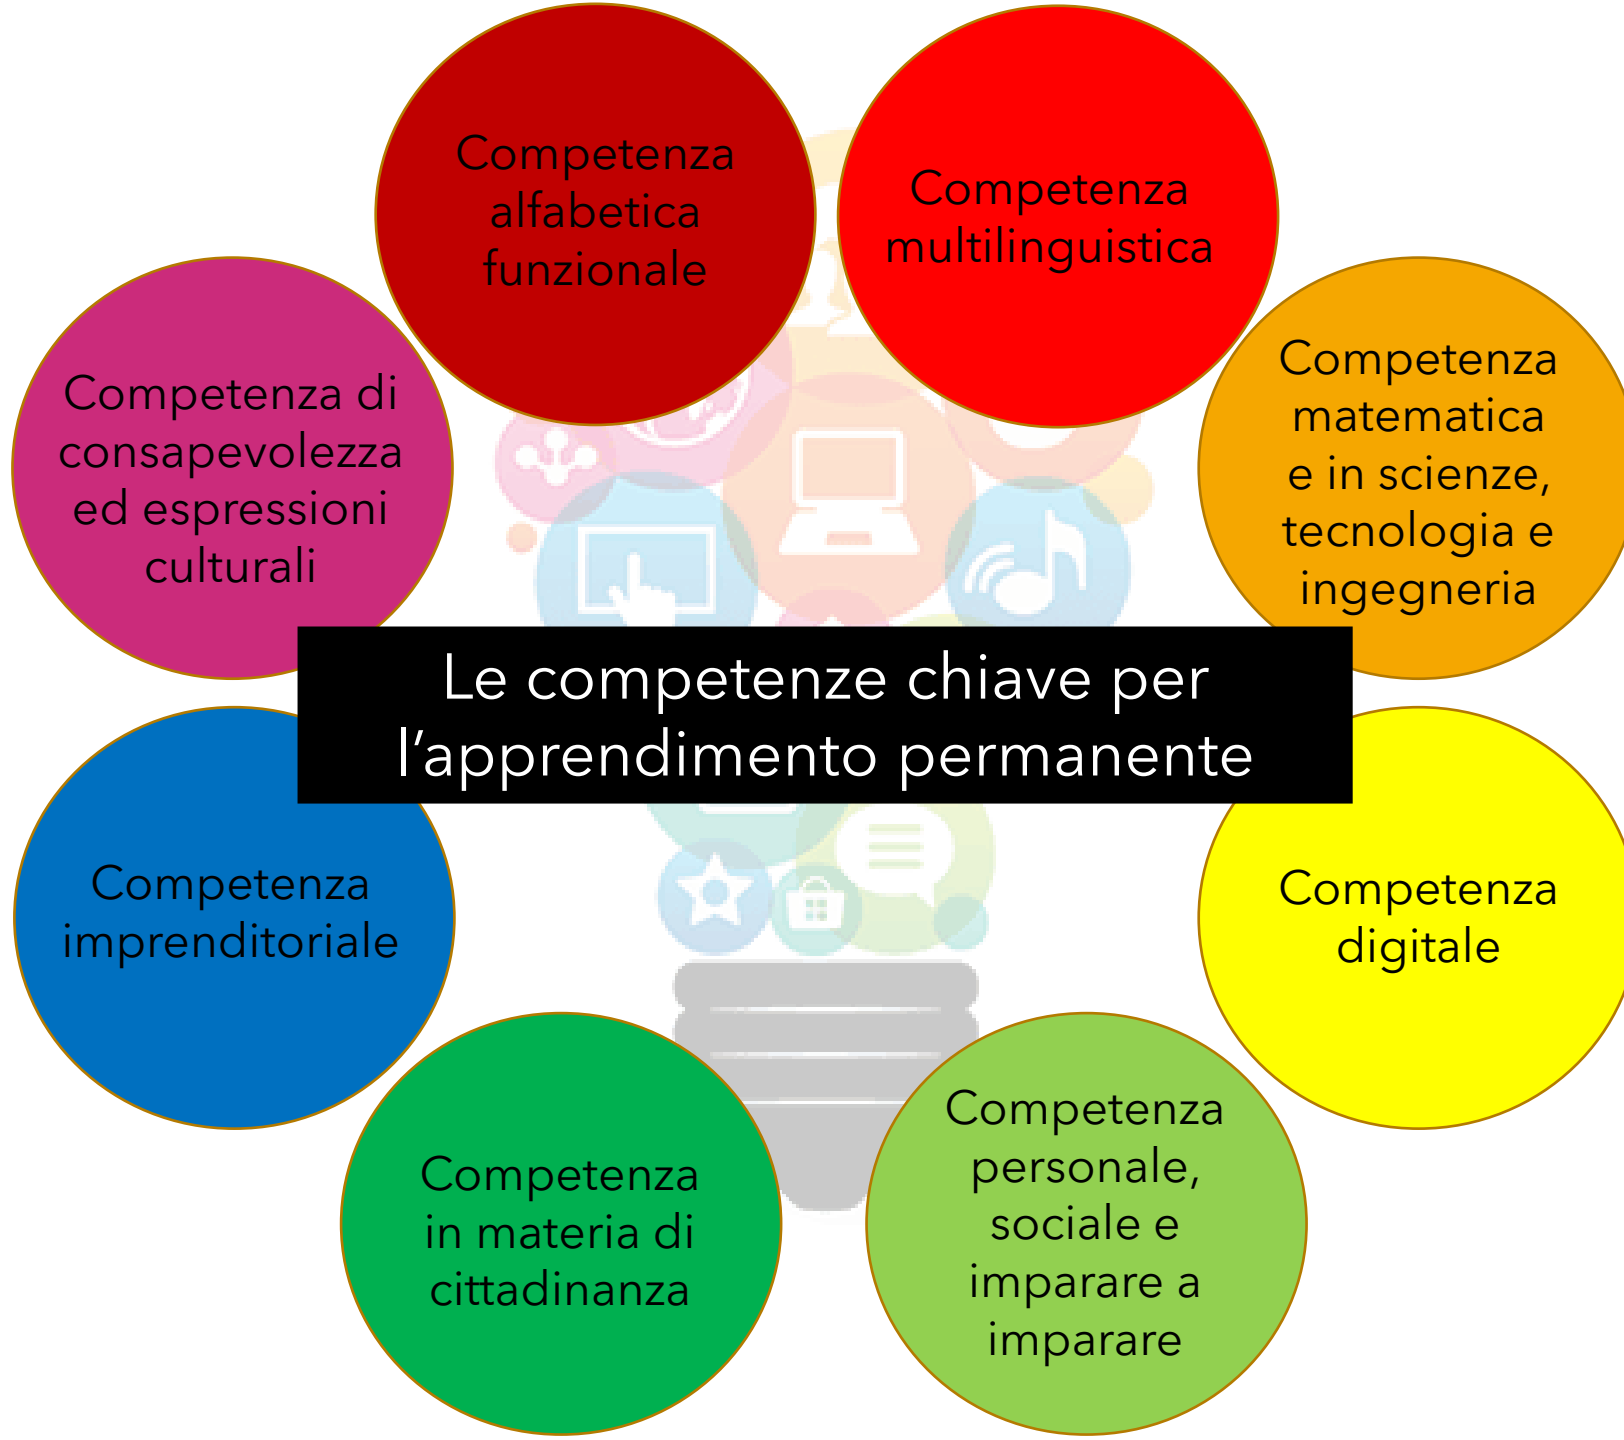 Competenza
alfabetica
funzionale
Competenza
multilinguistica
Competenza di
consapevolezza
ed espressioni
culturali
Competenza
matematica
e in scienze,
tecnologia e
ingegneria
Le competenze chiave per
l’apprendimento permanente
Competenza
imprenditoriale
Competenza
digitale
Competenza
in materia di
cittadinanza
Competenza
personale,
sociale e
imparare a
imparare